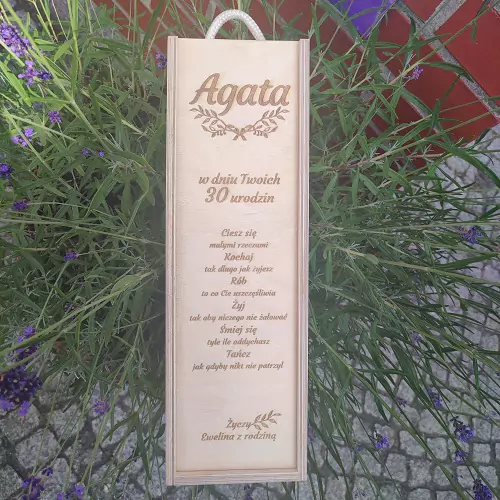 Agata
w dniu Twoich
30 urodzin
Ciesz się
małymi rzeczami
Kochaj
tak długo jak żyjesz
Rób
to co Cię uszczęśliwia
Żyj
tak aby niczego nie żałować
Śmiej się
tyle ile oddychasz
Tańcz
jak gdyby nikt nie patrzył
Życzy
Ewelina z rodziną